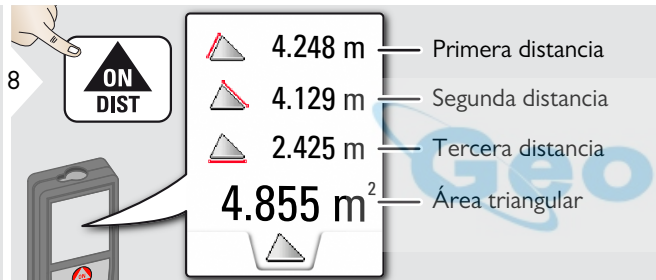 8
ON
DIST
4.248 m Primera distancia
4.129 m Segunda distancia
2.425 m Tercera distancia
4.855 m² Área triangular
Geo
ON